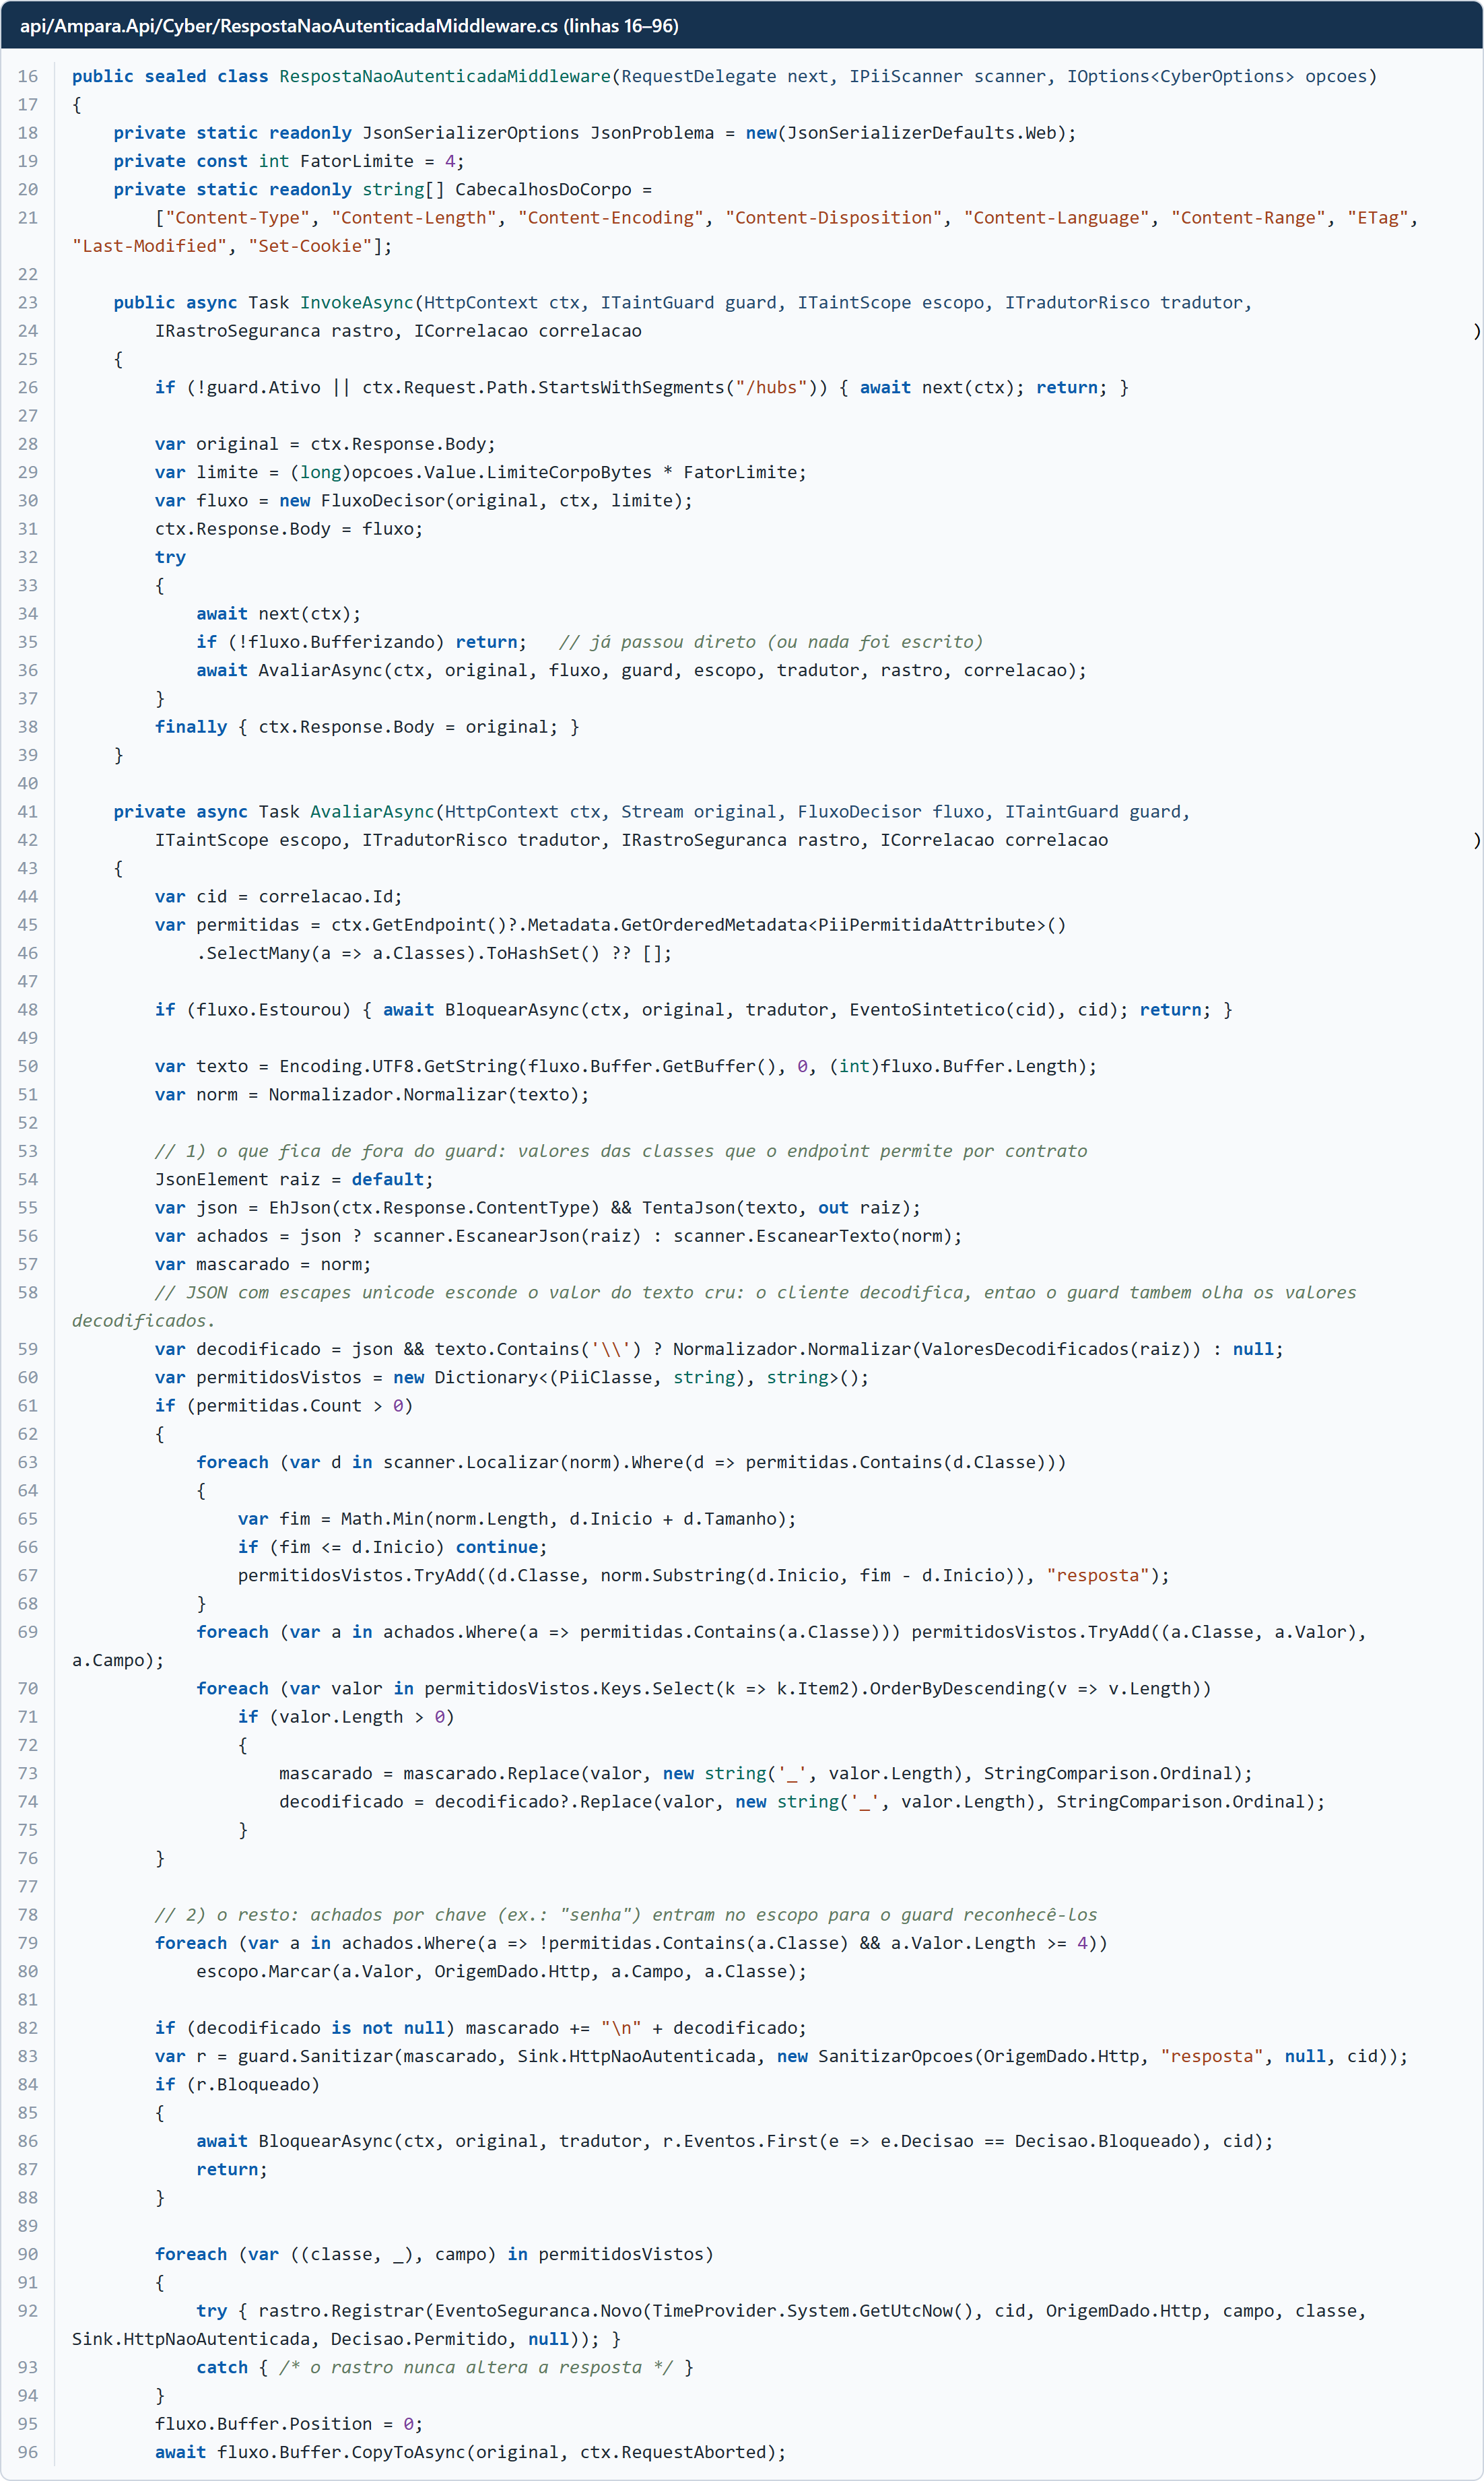 api/Ampara.Api/Cyber/RespostaNaoAutenticadaMiddleware.cs (linhas 16–96)
16 public sealed class RespostaNaoAutenticadaMiddleware(RequestDelegate next, IPiiScanner scanner, IOptions<CyberOptions> opcoes)
17 {
18     private static readonly JsonSerializerOptions JsonProblema = new(JsonSerializerDefaults.Web);
19     private const int FatorLimite = 4;
20     private static readonly string[] CabecalhosDoCorpo =
21         ["Content-Type", "Content-Length", "Content-Encoding", "Content-Disposition", "Content-Language", "Content-Range", "ETag",
"Last-Modified", "Set-Cookie"];
22
23     public async Task InvokeAsync(HttpContext ctx, ITaintGuard guard, ITaintScope escopo, ITradutorRisco tradutor,
24         IRastroSeguranca rastro, ICorrelacao correlacao )
25     {
26         if (!guard.Ativo || ctx.Request.Path.StartsWithSegments("/hubs")) { await next(ctx); return; }
27
28         var original = ctx.Response.Body;
29         var limite = (long)opcoes.Value.LimiteCorpoBytes * FatorLimite;
30         var fluxo = new FluxoDecisor(original, ctx, limite);
31         ctx.Response.Body = fluxo;
32         try
33         {
34             await next(ctx);
35             if (!fluxo.Bufferizando) return;   // já passou direto (ou nada foi escrito)
36             await AvaliarAsync(ctx, original, fluxo, guard, escopo, tradutor, rastro, correlacao);
37         }
38         finally { ctx.Response.Body = original; }
39     }
40
41     private async Task AvaliarAsync(HttpContext ctx, Stream original, FluxoDecisor fluxo, ITaintGuard guard,
42         ITaintScope escopo, ITradutorRisco tradutor, IRastroSeguranca rastro, ICorrelacao correlacao )
43     {
44         var cid = correlacao.Id;
45         var permitidas = ctx.GetEndpoint()?.Metadata.GetOrderedMetadata<PiiPermitidaAttribute>()
46             .SelectMany(a => a.Classes).ToHashSet() ?? [];
47
48         if (fluxo.Estourou) { await BloquearAsync(ctx, original, tradutor, EventoSintetico(cid), cid); return; }
49
50         var texto = Encoding.UTF8.GetString(fluxo.Buffer.GetBuffer(), 0, (int)fluxo.Buffer.Length);
51         var norm = Normalizador.Normalizar(texto);
52
53         // 1) o que fica de fora do guard: valores das classes que o endpoint permite por contrato
54         JsonElement raiz = default;
55         var json = EhJson(ctx.Response.ContentType) && TentaJson(texto, out raiz);
56         var achados = json ? scanner.EscanearJson(raiz) : scanner.EscanearTexto(norm);
57         var mascarado = norm;
58         // JSON com escapes unicode esconde o valor do texto cru: o cliente decodifica, entao o guard tambem olha os valores
decodificados.
59         var decodificado = json && texto.Contains('\\') ? Normalizador.Normalizar(ValoresDecodificados(raiz)) : null;
60         var permitidosVistos = new Dictionary<(PiiClasse, string), string>();
61         if (permitidas.Count > 0)
62         {
63             foreach (var d in scanner.Localizar(norm).Where(d => permitidas.Contains(d.Classe)))
64             {
65                 var fim = Math.Min(norm.Length, d.Inicio + d.Tamanho);
66                 if (fim <= d.Inicio) continue;
67                 permitidosVistos.TryAdd((d.Classe, norm.Substring(d.Inicio, fim - d.Inicio)), "resposta");
68             }
69             foreach (var a in achados.Where(a => permitidas.Contains(a.Classe))) permitidosVistos.TryAdd((a.Classe, a.Valor),
a.Campo);
70             foreach (var valor in permitidosVistos.Keys.Select(k => k.Item2).OrderByDescending(v => v.Length))
71                 if (valor.Length > 0)
72                 {
73                     mascarado = mascarado.Replace(valor, new string('_', valor.Length), StringComparison.Ordinal);
74                     decodificado = decodificado?.Replace(valor, new string('_', valor.Length), StringComparison.Ordinal);
75                 }
76         }
77
78         // 2) o resto: achados por chave (ex.: "senha") entram no escopo para o guard reconhecê-los
79         foreach (var a in achados.Where(a => !permitidas.Contains(a.Classe) && a.Valor.Length >= 4))
80             escopo.Marcar(a.Valor, OrigemDado.Http, a.Campo, a.Classe);
81
82         if (decodificado is not null) mascarado += "\n" + decodificado;
83         var r = guard.Sanitizar(mascarado, Sink.HttpNaoAutenticada, new SanitizarOpcoes(OrigemDado.Http, "resposta", null, cid));
84         if (r.Bloqueado)
85         {
86             await BloquearAsync(ctx, original, tradutor, r.Eventos.First(e => e.Decisao == Decisao.Bloqueado), cid);
87             return;
88         }
89
90         foreach (var ((classe, _), campo) in permitidosVistos)
91         {
92             try { rastro.Registrar(EventoSeguranca.Novo(TimeProvider.System.GetUtcNow(), cid, OrigemDado.Http, campo, classe,
Sink.HttpNaoAutenticada, Decisao.Permitido, null)); }
93             catch { /* o rastro nunca altera a resposta */ }
94         }
95         fluxo.Buffer.Position = 0;
96         await fluxo.Buffer.CopyToAsync(original, ctx.RequestAborted);